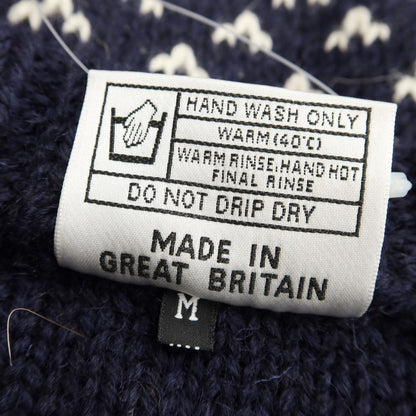 HAND WASH ONLY
WARM (40°C)
WARM RINSE, HAND HOT
FINAL RINSE
DO NOT DRIP DRY
MADE IN
GREAT BRITAIN
M